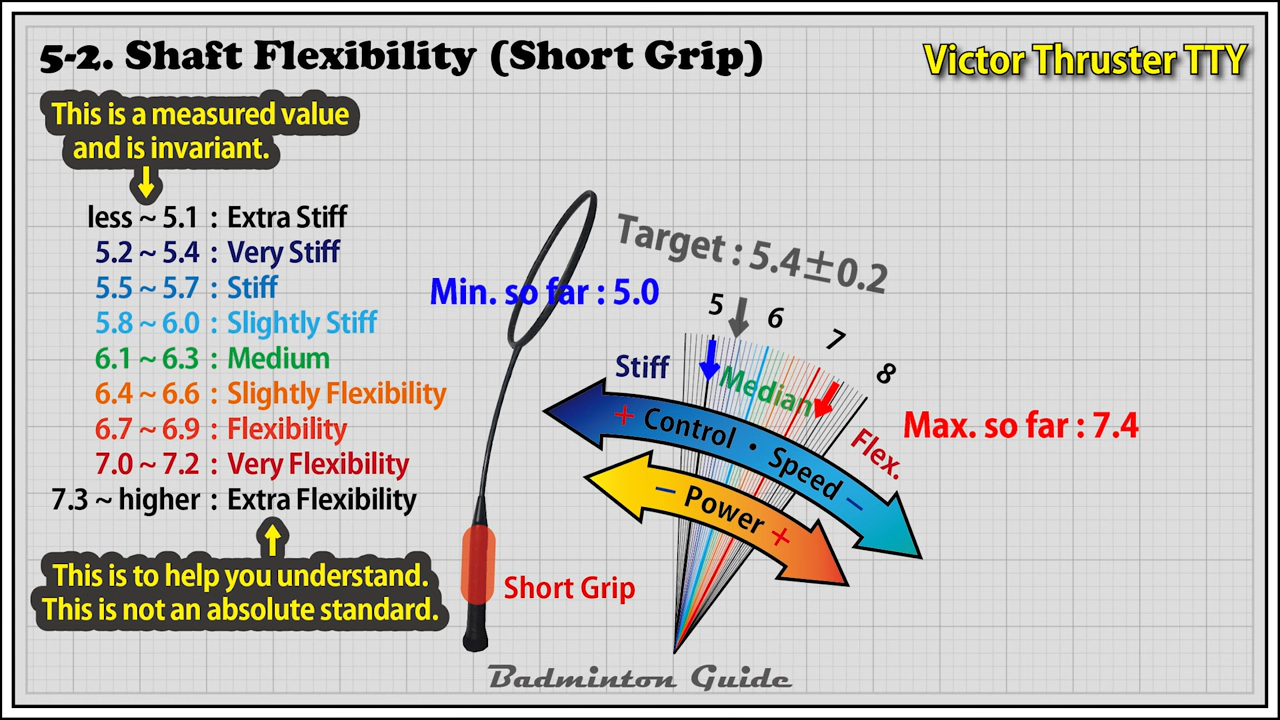 5-2. Shaft Flexibility (Short Grip)
Victor Thruster TTY
This is a measured value
and is invariant.
less ~ 5.1 : Extra Stiff
5.2 ~ 5.4 : Very Stiff
5.5 ~ 5.7 : Stiff
5.8 ~ 6.0 : Slightly Stiff
6.1 ~ 6.3 : Medium
6.4 ~ 6.6 : Slightly Flexibility
6.7 ~ 6.9 : Flexibility
7.0 ~ 7.2 : Very Flexibility
7.3 ~ higher : Extra Flexibility
This is to help you understand.
This is not an absolute standard.
Target : 5.4±0.2
Min. so far : 5.0
5 6 7 8
Stiff
Median
Flex.
Max. so far : 7.4
+ Control • Speed −
− Power +
Short Grip
Badminton Guide